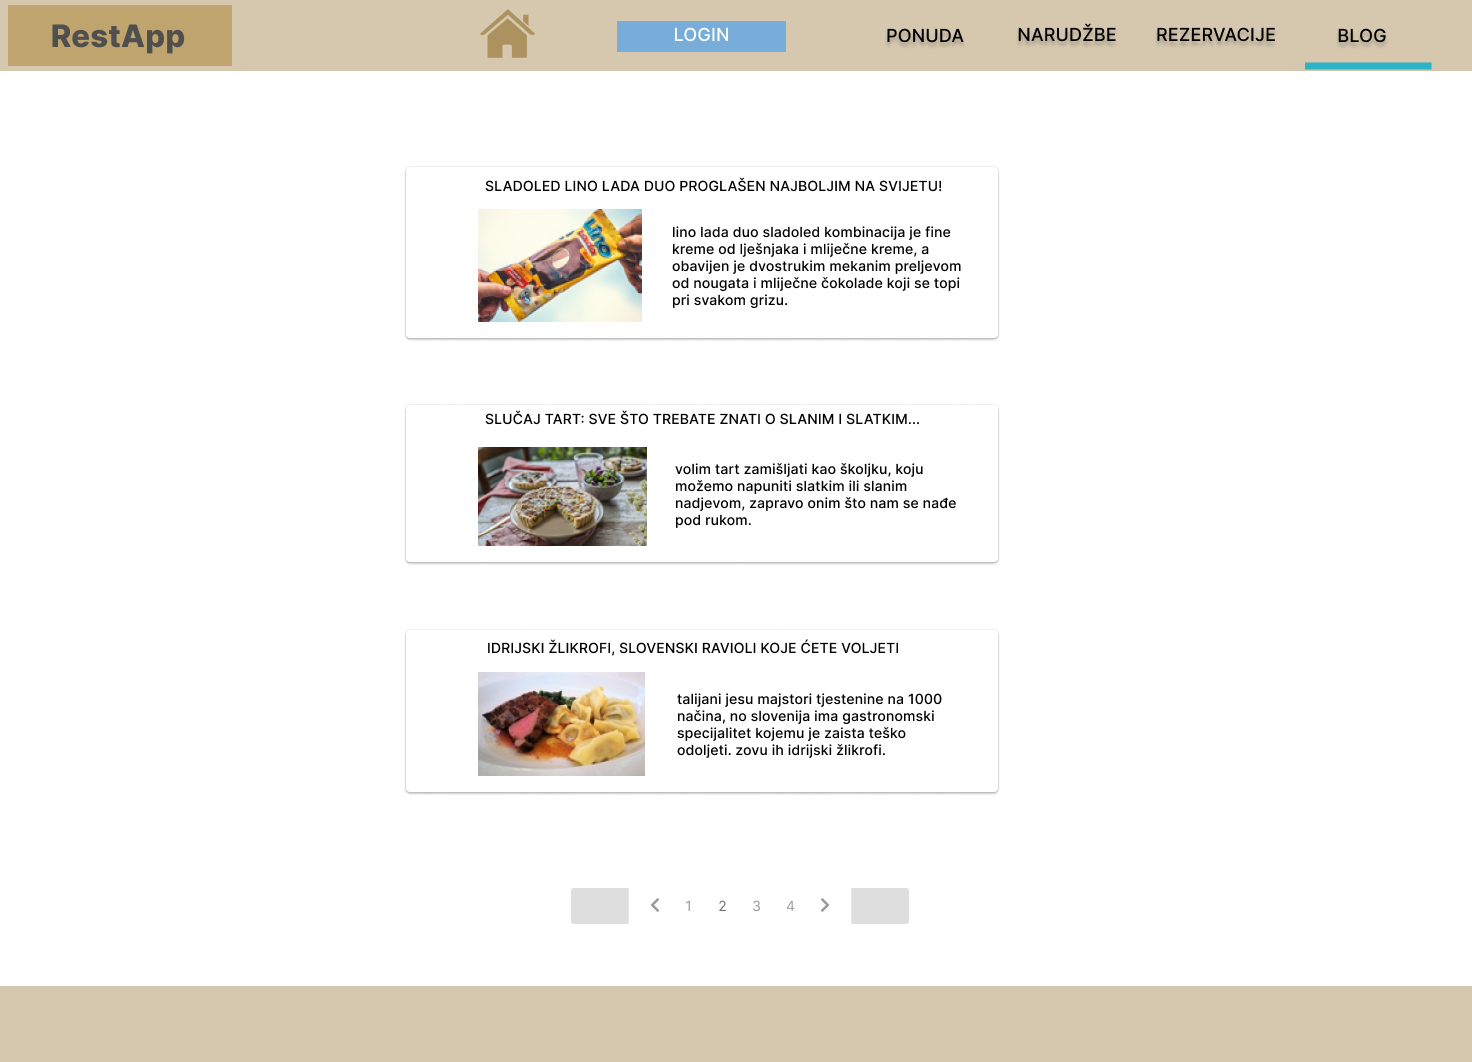 RestApp
LOGIN
PONUDA
NARUDŽBE
REZERVACIJE
BLOG
SLADOLED LINO LADA DUO PROGLAŠEN NAJBOLJIM NA SVIJETU!
Lino
lino lada duo sladoled kombinacija je fine
kreme od lješnjaka i mliječne kreme, a
obavijen je dvostrukim mekanim preljevom
od nougata i mliječne čokolade koji se topi
pri svakom grizu.
SLUČAJ TART: SVE ŠTO TREBATE ZNATI O SLANIM I SLATKIM...
volim tart zamišljati kao školjku, koju
možemo napuniti slatkim ili slanim
nadjevom, zapravo onim što nam se nađe
pod rukom.
IDRIJSKI ŽLIKROFI, SLOVENSKI RAVIOLI KOJE ĆETE VOLJETI
talijani jesu majstori tjestenine na 1000
načina, no slovenija ima gastronomski
specijalitet kojemu je zaista teško
odoljeti. zovu ih idrijski žlikrofi.
1 2 3 4